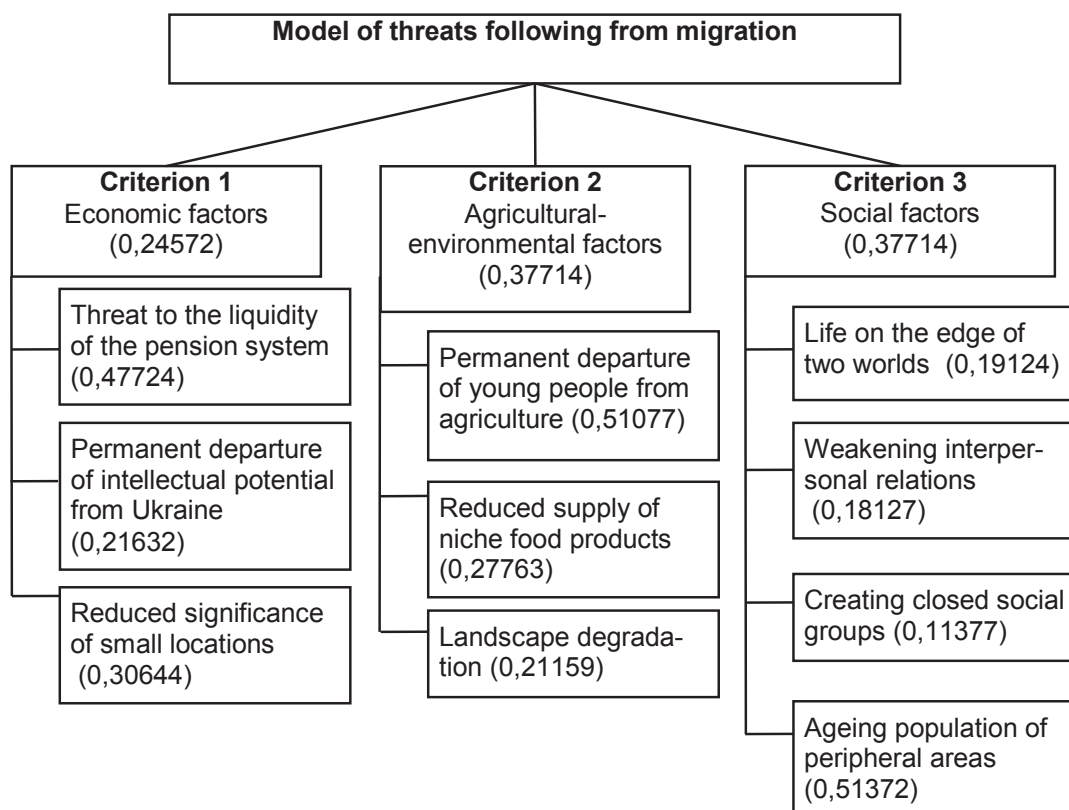 Model of threats following from migration
Criterion 1
Economic factors
(0,24572)
Threat to the liquidity
of the pension system
(0,47724)
Permanent departure
of intellectual potential
from Ukraine
(0,21632)
Reduced significance
of small locations
(0,30644)
Criterion 2
Agricultural-
environmental factors
(0,37714)
Permanent departure
of young people from
agriculture (0,51077)
Reduced supply of
niche food products
(0,27763)
Landscape degrada-
tion (0,21159)
Criterion 3
Social factors
(0,37714)
Life on the edge of
two worlds (0,19124)
Weakening interper-
sonal relations
(0,18127)
Creating closed social
groups (0,11377)
Ageing population of
peripheral areas
(0,51372)